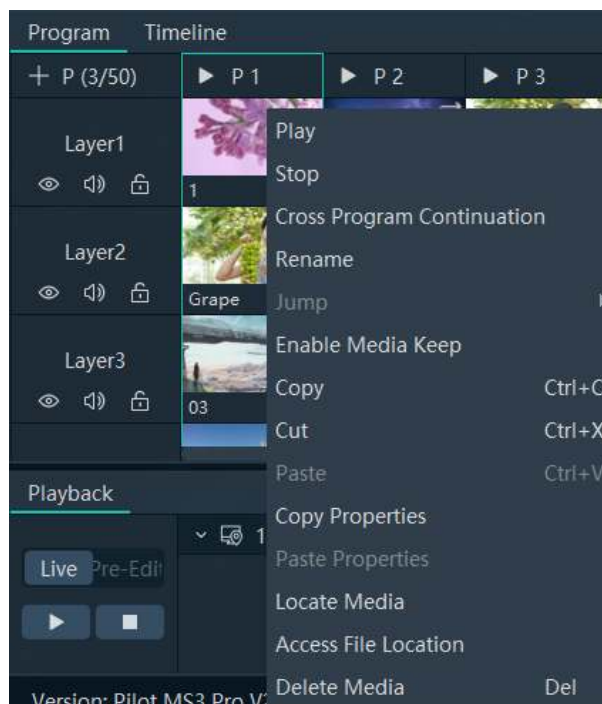 Program Timeline
P (3/50) P 1 P 2 P 3
Play
Layer1
Stop
1
Cross Program Continuation
Layer2
Rename
Grape
Jump
Enable Media Keep
Layer3
Copy Ctrl+C
03
Cut Ctrl+X
Paste Ctrl+V
Playback
Copy Properties
1
Live Pre-Edit
Paste Properties
Locate Media
Access File Location
Delete Media Del
Version: Pilot MS3 Pro